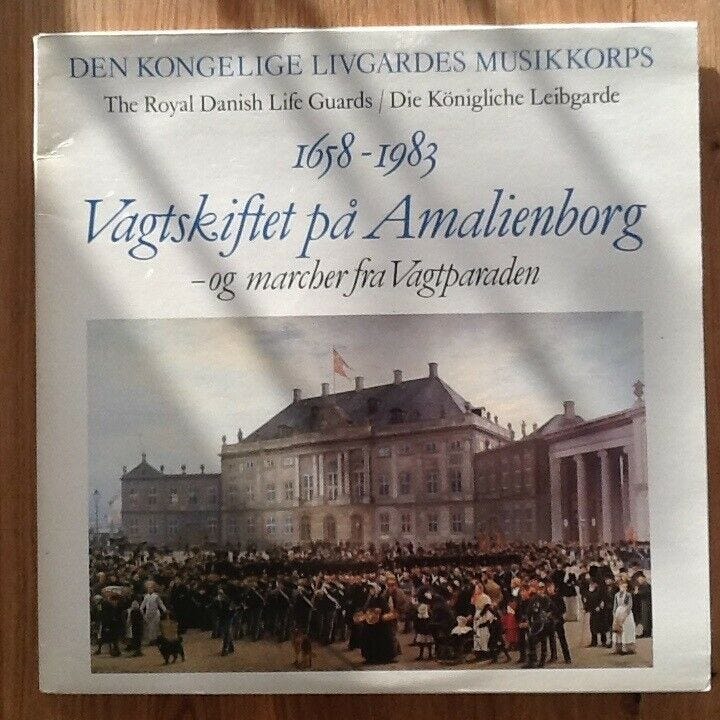 DEN KONGELIGE LIVGARDES MUSIKKORPS
The Royal Danish Life Guards / Die Königliche Leibgarde
1658-1983
Vagtskiftet på Amalienborg
- og marcher fra Vagtparaden